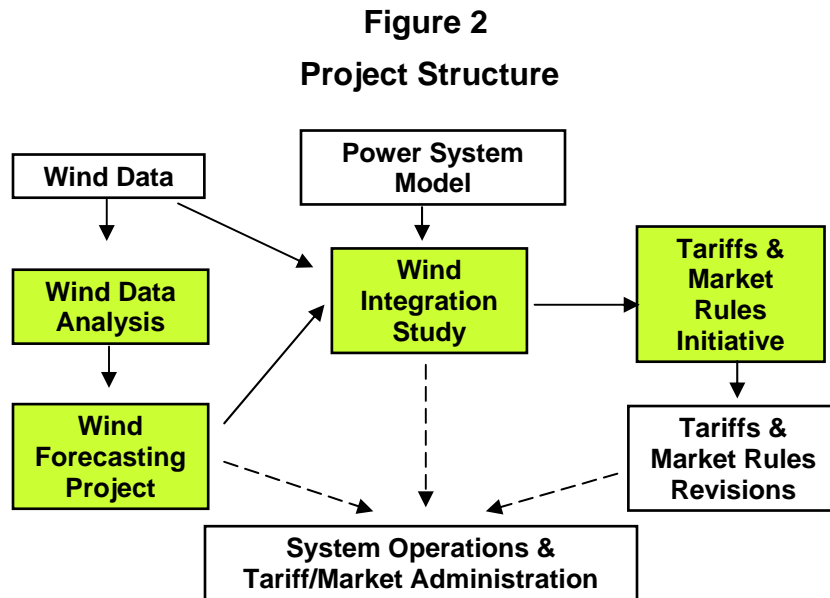 Figure 2
Project Structure
Wind Data
Power System
Model
Wind Data
Analysis
Wind
Integration
Study
Tariffs &
Market
Rules
Initiative
Wind
Forecasting
Project
Tariffs &
Market Rules
Revisions
System Operations &
Tariff/Market Administration